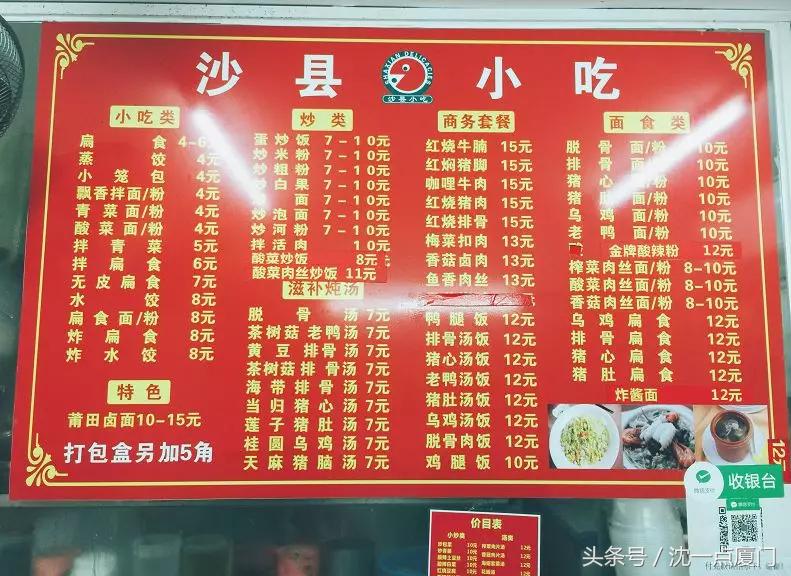 沙县
SHAXIAN DELICACIES
沙县小吃
小吃
小吃类
扁食 4-6元
蒸饺 4元
小笼包 4元
飘香拌面/粉 4元
青菜面/粉 4元
酸菜面/粉 4元
拌青菜 5元
拌扁食 6元
无皮扁食 7元
水饺 8元
扁食面/粉 8元
炸扁食 8元
炸水饺 8元
特色
莆田卤面10-15元
打包盒另加5角
炒类
蛋炒饭 7-10元
炒米粉 7-10元
炒粗粉 7-10元
炒白果 7-10元
面 7-10元
炒泡面 7-10元
炒河粉 7-10元
拌活肉 10元
酸菜炒饭 8元
酸菜肉丝炒饭 11元
滋补炖汤
脱骨汤 7元
茶树菇老鸭汤 7元
黄豆排骨汤 7元
茶树菇排骨汤 7元
海带排骨汤 7元
当归猪心汤 7元
莲子猪肚汤 7元
桂圆乌鸡汤 7元
天麻猪脑汤 7元
商务套餐
红烧牛腩 15元
红焖猪脚 15元
咖哩牛肉 15元
红烧猪肉 15元
红烧排骨 15元
梅菜扣肉 13元
香菇卤肉 13元
鱼香肉丝 13元
鸭腿饭 12元
排骨汤饭 12元
猪心汤饭 12元
老鸭汤饭 12元
猪肚汤饭 12元
乌鸡汤饭 12元
脱骨肉饭 12元
鸡腿饭 10元
面食类
脱骨面/粉 10元
排骨面/粉 10元
猪心面/粉 10元
猪肚面/粉 10元
乌鸡面/粉 10元
老鸭面/粉 10元
金牌酸辣粉 12元
榨菜肉丝面/粉 8-10元
酸菜肉丝面/粉 8-10元
香菇肉丝面/粉 8-10元
乌鸡扁食 12元
排骨扁食 12元
猪心扁食 12元
猪肚扁食 12元
炸酱面 12元
12元
收银台
价目表
小炒类
汤类
头条号/沈一点厦门